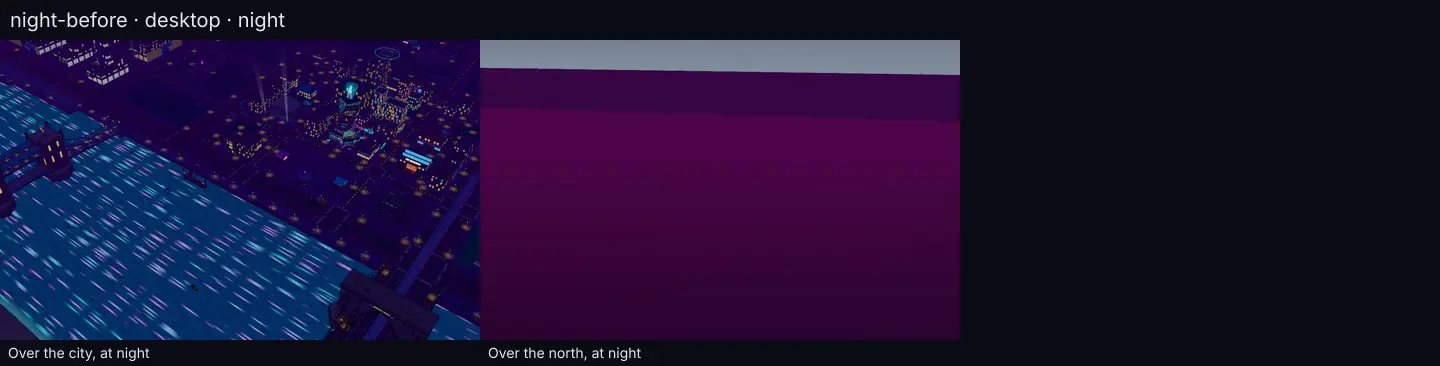 night-before · desktop · night
Over the city, at night
Over the north, at night